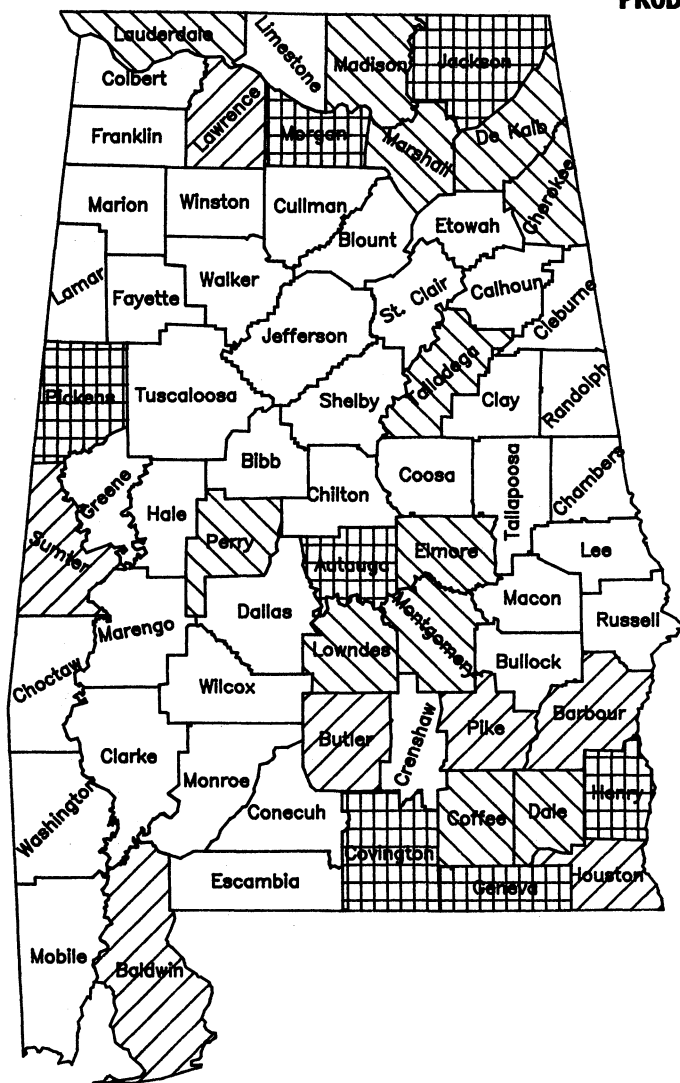 PROD
Lauderdale
Limestone
Madison
Jackson
Colbert
Lawrence
Morgan
Marshall
De Kalb
Franklin
Cherokee
Marion
Winston
Cullman
Blount
Etowah
Lamar
Fayette
Walker
St. Clair
Calhoun
Cleburne
Jefferson
Talladega
Pickens
Tuscaloosa
Shelby
Clay
Randolph
Bibb
Chilton
Coosa
Tallapoosa
Chambers
Greene
Hale
Sumter
Perry
Autauga
Elmore
Lee
Macon
Russell
Dallas
Marengo
Lowndes
Montgomery
Bullock
Choctaw
Wilcox
Butler
Crenshaw
Pike
Barbour
Clarke
Monroe
Conecuh
Washington
Covington
Coffee
Dale
Henry
Escambia
Geneva
Houston
Mobile
Baldwin